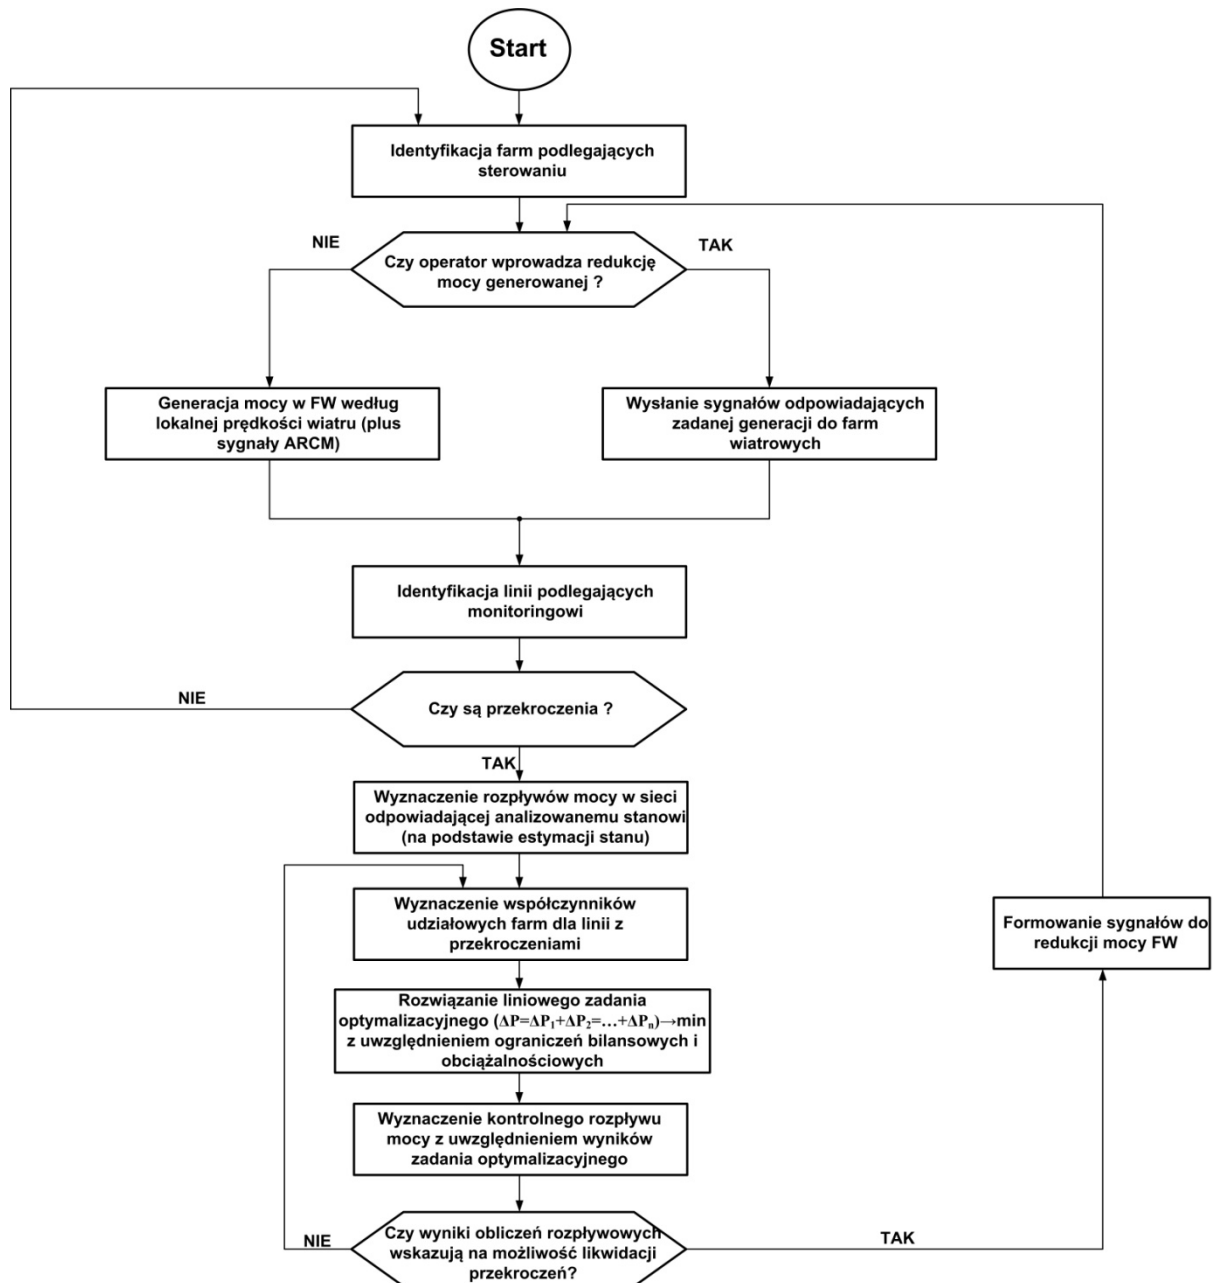 Start
Identyfikacja farm podlegających
sterowaniu
NIE
TAK
Czy operator wprowadza redukcję
mocy generowanej ?
Generacja mocy w FW według
lokalnej prędkości wiatru (plus
sygnały ARCM)
Wysłanie sygnałów odpowiadających
zadanej generacji do farm
wiatrowych
Identyfikacja linii podlegających
monitoringowi
NIE
Czy są przekroczenia ?
TAK
Wyznaczenie rozpływów mocy w sieci
odpowiadającej analizowanemu stanowi
(na podstawie estymacji stanu)
Wyznaczenie współczynników
udziałowych farm dla linii z
przekroczeniami
Formowanie sygnałów do
redukcji mocy FW
Rozwiązanie liniowego zadania
optymalizacyjnego (ΔP=ΔP₁+ΔP₂=…+ΔPₙ)→min
z uwzględnieniem ograniczeń bilansowych i
obciążalnościowych
Wyznaczenie kontrolnego rozpływu
mocy z uwzględnieniem wyników
zadania optymalizacyjnego
NIE
Czy wyniki obliczeń rozpływowych
wskazują na możliwość likwidacji
przekroczeń?
TAK